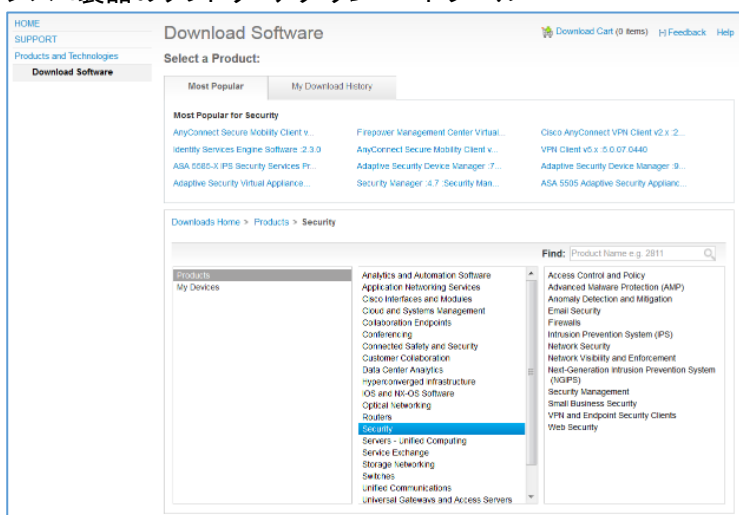 HOME
SUPPORT
Products and Technologies
Download Software
Download Software
Download Cart (0 items) [+] Feedback Help
Select a Product:
Most Popular My Download History
Most Popular for Security
AnyConnect Secure Mobility Client v... Firepower Management Center Virtual... Cisco AnyConnect VPN Client v2.x :2...
Identity Services Engine Software :2.3.0 AnyConnect Secure Mobility Client v... VPN Client v5.x :5.0.07.0440
ASA 5585-X IPS Security Services Pr... Adaptive Security Device Manager :7... Adaptive Security Device Manager :9...
Adaptive Security Virtual Appliance... Security Manager :4.7 :Security Man... ASA 5505 Adaptive Security Applianc...
Downloads Home > Products > Security
Find: Product Name e.g. 2811
Products
My Devices
Analytics and Automation Software
Application Networking Services
Cisco Interfaces and Modules
Cloud and Systems Management
Collaboration Endpoints
Conferencing
Connected Safety and Security
Customer Collaboration
Data Center Analytics
Hyperconverged Infrastructure
IOS and NX-OS Software
Optical Networking
Routers
Security
Servers - Unified Computing
Service Exchange
Storage Networking
Switches
Unified Communications
Universal Gateways and Access Servers
Access Control and Policy
Advanced Malware Protection (AMP)
Anomaly Detection and Mitigation
Email Security
Firewalls
Intrusion Prevention System (IPS)
Network Security
Network Visibility and Enforcement
Next-Generation Intrusion Prevention System
(NGIPS)
Security Management
Small Business Security
VPN and Endpoint Security Clients
Web Security